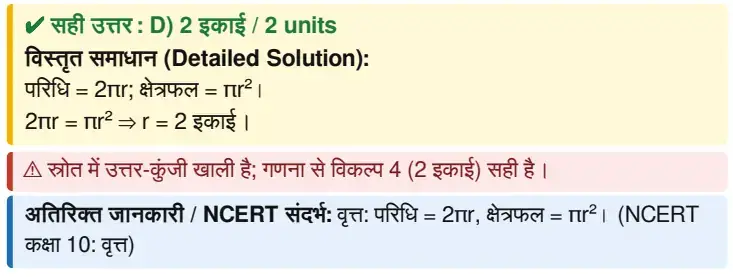 ✔ सही उत्तर : D) 2 इकाई / 2 units
विस्तृत समाधान (Detailed Solution):
परिधि = 2πr; क्षेत्रफल = πr²।
2πr = πr² ⇒ r = 2 इकाई।
⚠ स्रोत में उत्तर-कुंजी खाली है; गणना से विकल्प 4 (2 इकाई) सही है।
अतिरिक्त जानकारी / NCERT संदर्भ: वृत्त: परिधि = 2πr, क्षेत्रफल = πr²। (NCERT
कक्षा 10: वृत्त)